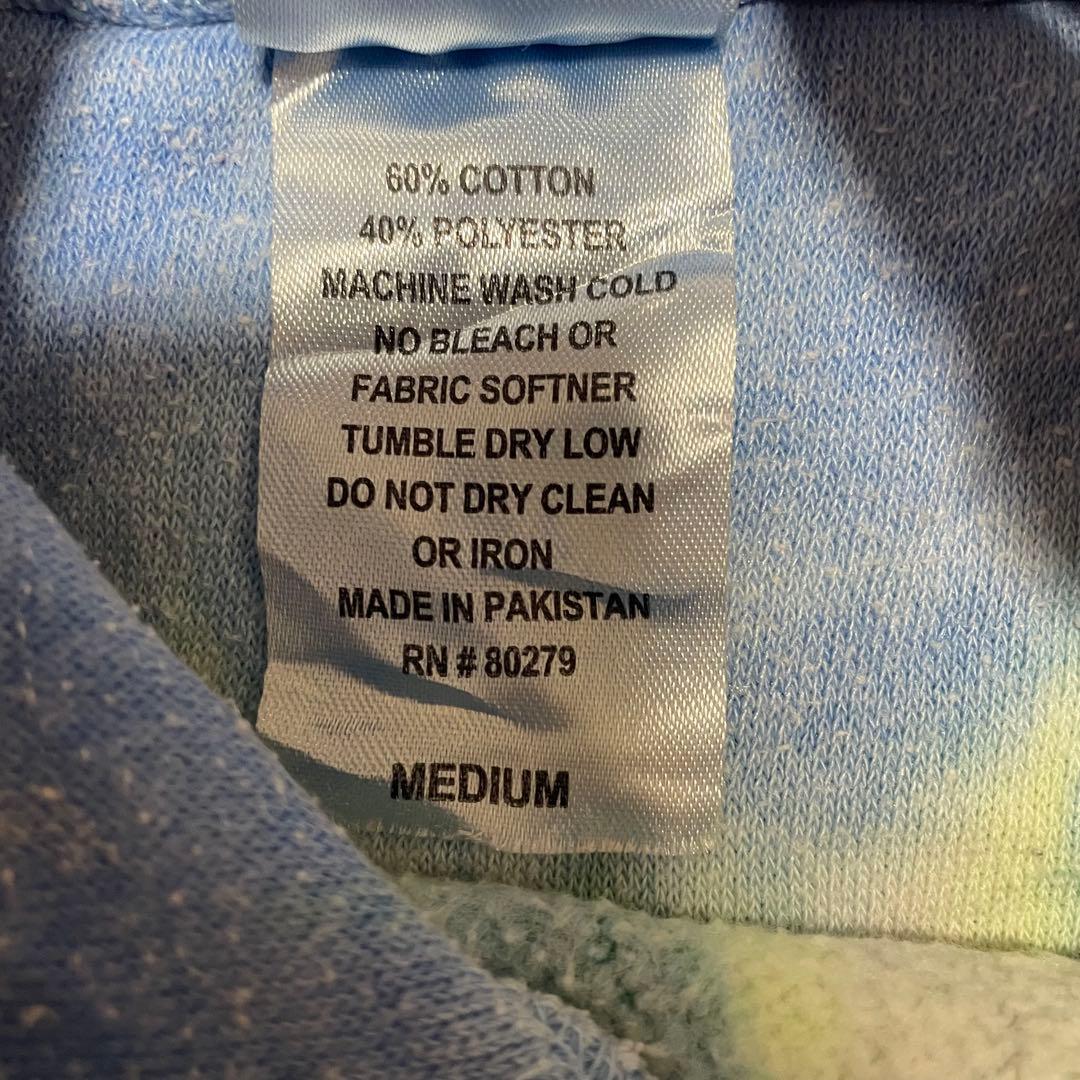 60% COTTON
40% POLYESTER
MACHINE WASH COLD
NO BLEACH OR
FABRIC SOFTNER
TUMBLE DRY LOW
DO NOT DRY CLEAN
OR IRON
MADE IN PAKISTAN
RN # 80279
MEDIUM